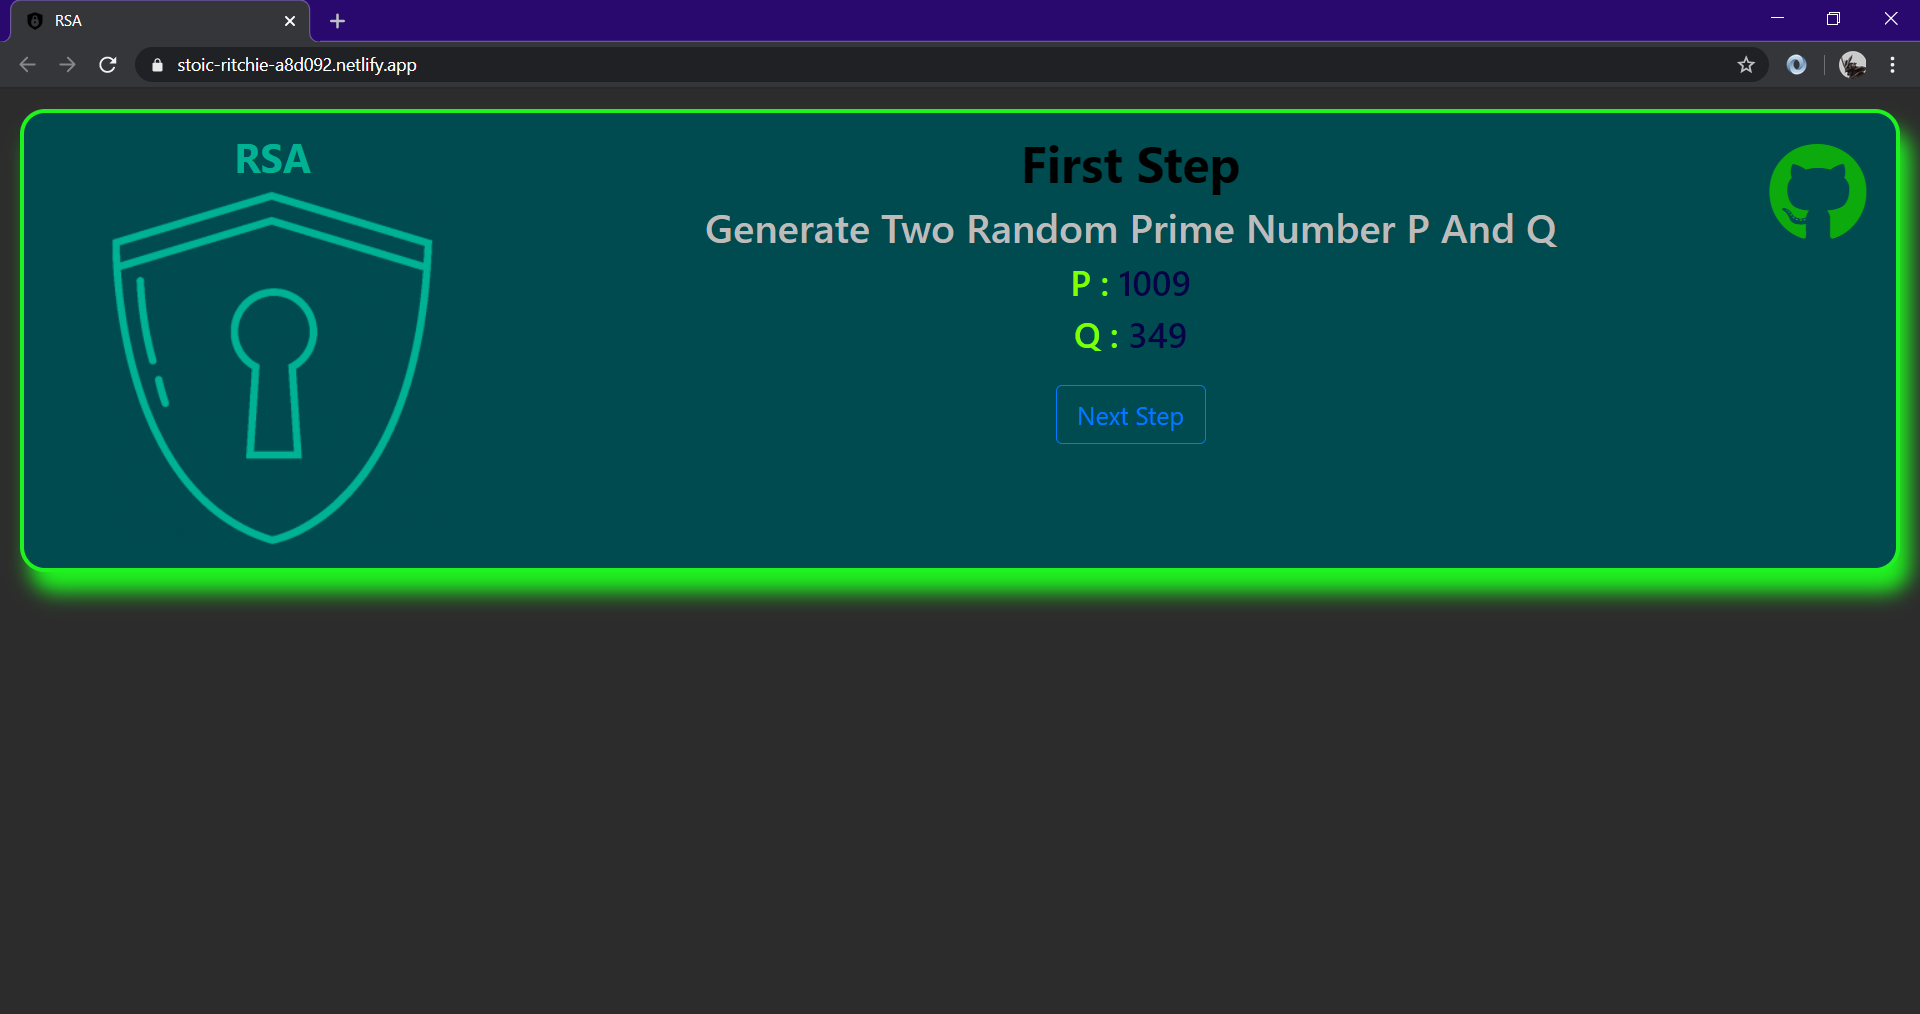 RSA
stoic-ritchie-a8d092.netlify.app
RSA
First Step
Generate Two Random Prime Number P And Q
P : 1009
Q : 349
Next Step